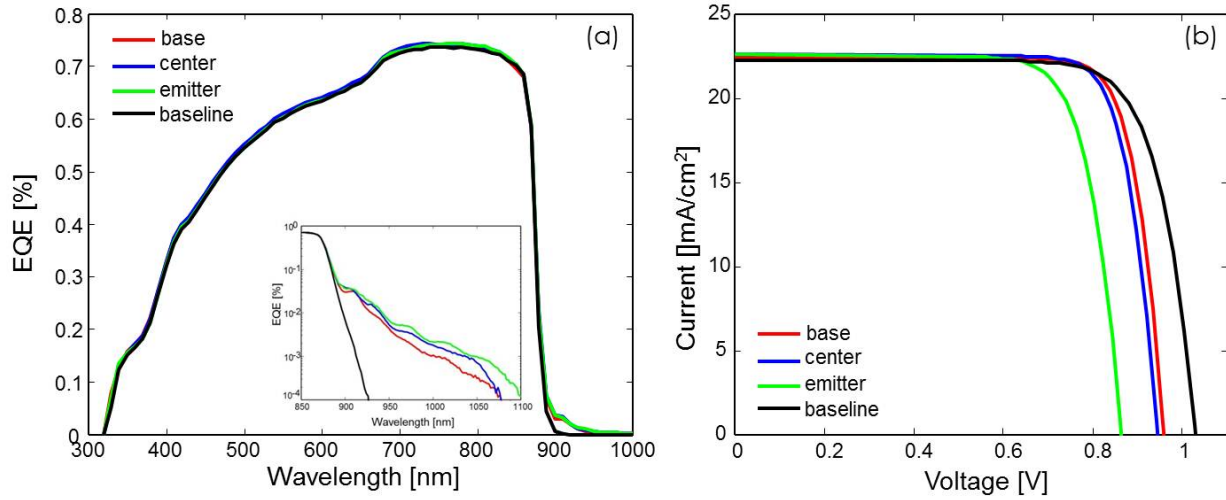 (a)
0.8
0.7
0.6
0.5
0.4
0.3
0.2
0.1
0
EQE [%]
base
center
emitter
baseline
10^0
10^-1
10^-2
10^-3
10^-4
EQE [%]
850 900 950 1000 1050 1100
Wavelength [nm]
300 400 500 600 700 800 900 1000
Wavelength [nm]
(b)
25
20
15
10
5
0
Current []mA/cm²]
base
center
emitter
baseline
0 0.2 0.4 0.6 0.8 1
Voltage [V]